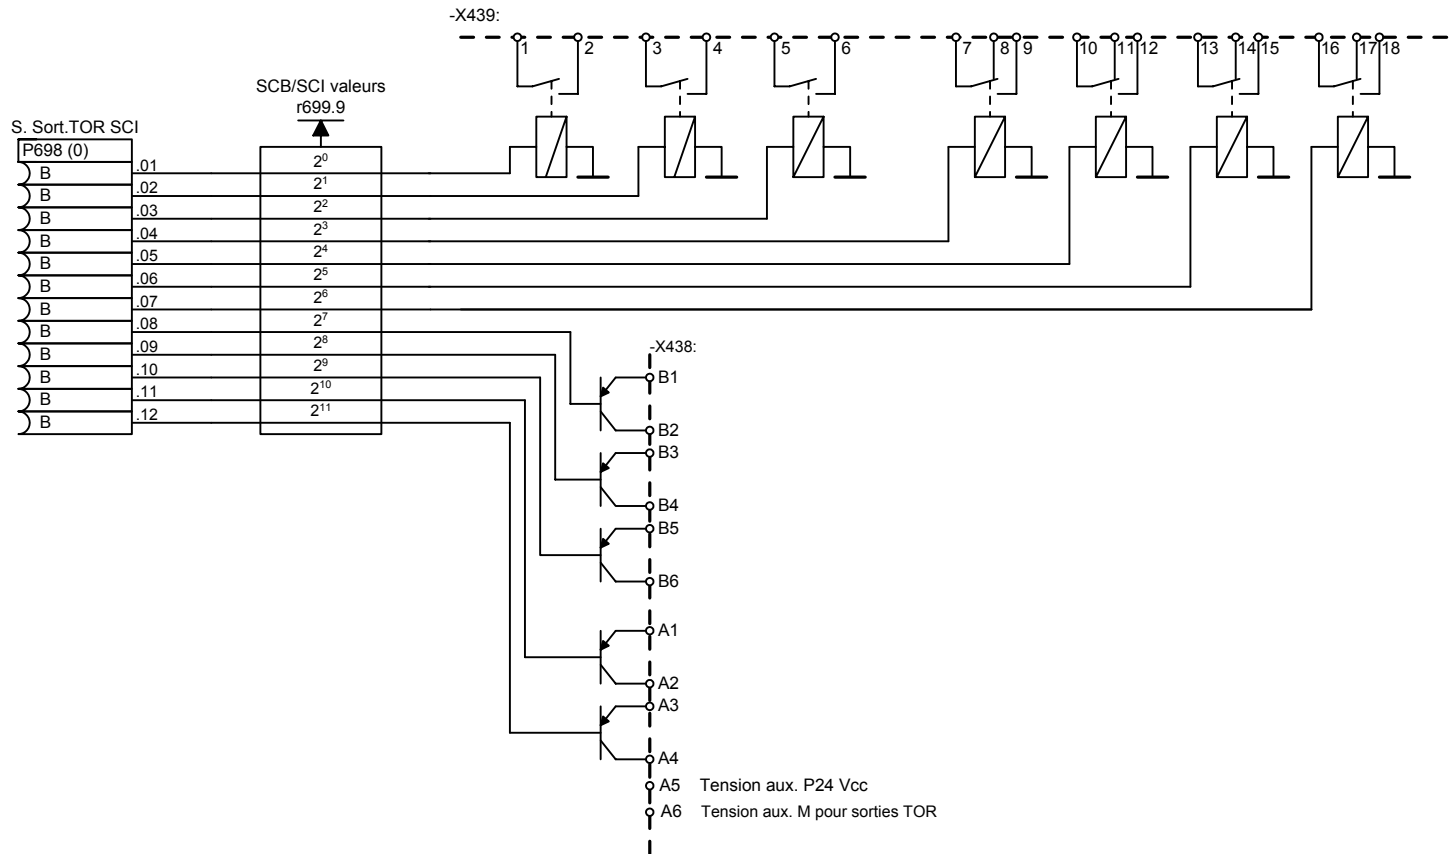 -X439:
1 2 3 4 5 6 7 8 9 10 11 12 13 14 15 16 17 18
SCB/SCI valeurs
r699.9
S. Sort.TOR SCI
P698 (0)
B .01 2⁰
B .02 2¹
B .03 2²
B .04 2³
B .05 2⁴
B .06 2⁵
B .07 2⁶
B .08 2⁷
B .09 2⁸
B .10 2⁹
B .11 2¹⁰
B .12 2¹¹
-X438:
B1
B2
B3
B4
B5
B6
A1
A2
A3
A4
A5 Tension aux. P24 Vcc
A6 Tension aux. M pour sorties TOR